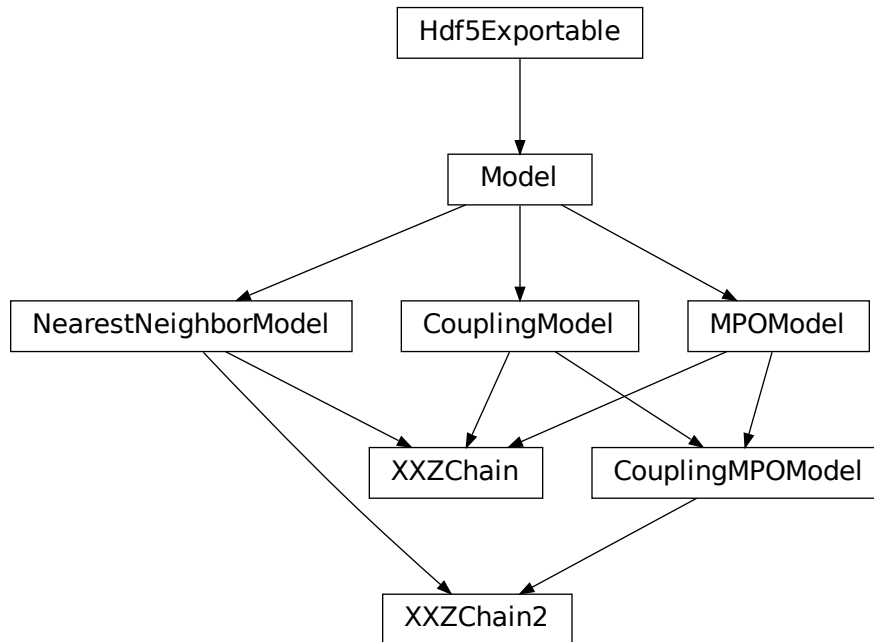 Hdf5Exportable
Model
NearestNeighborModel
CouplingModel
MPOModel
XXZChain
CouplingMPOModel
XXZChain2